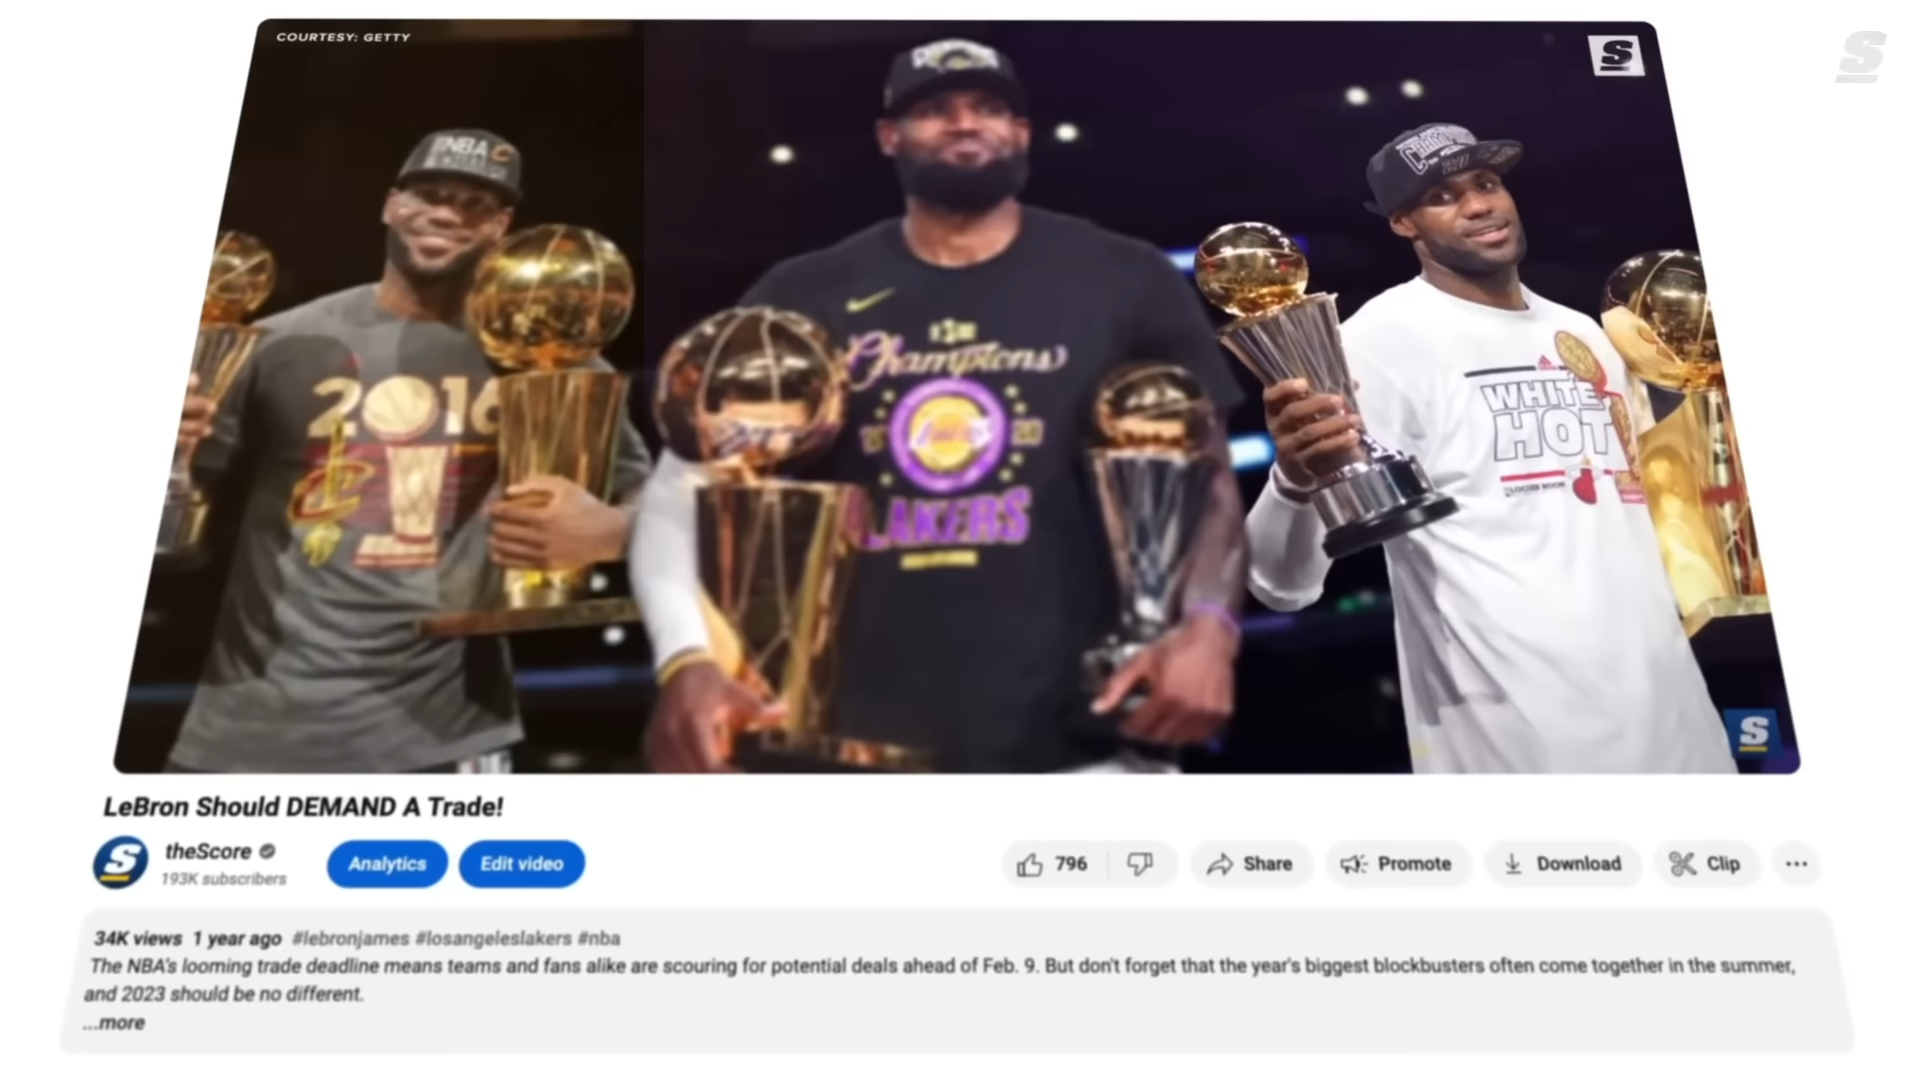 COURTESY: GETTY
S
S
NBA
2016
Champions
20
LAKERS
WHITE
HOT
S
LeBron Should DEMAND A Trade!
S
theScore
193K subscribers
Analytics
Edit video
796
Share
Promote
Download
Clip
34K views 1 year ago #lebronjames #losangeleslakers #nba
The NBA's looming trade deadline means teams and fans alike are scouring for potential deals ahead of Feb. 9. But don't forget that the year's biggest blockbusters often come together in the summer,
and 2023 should be no different.
...more